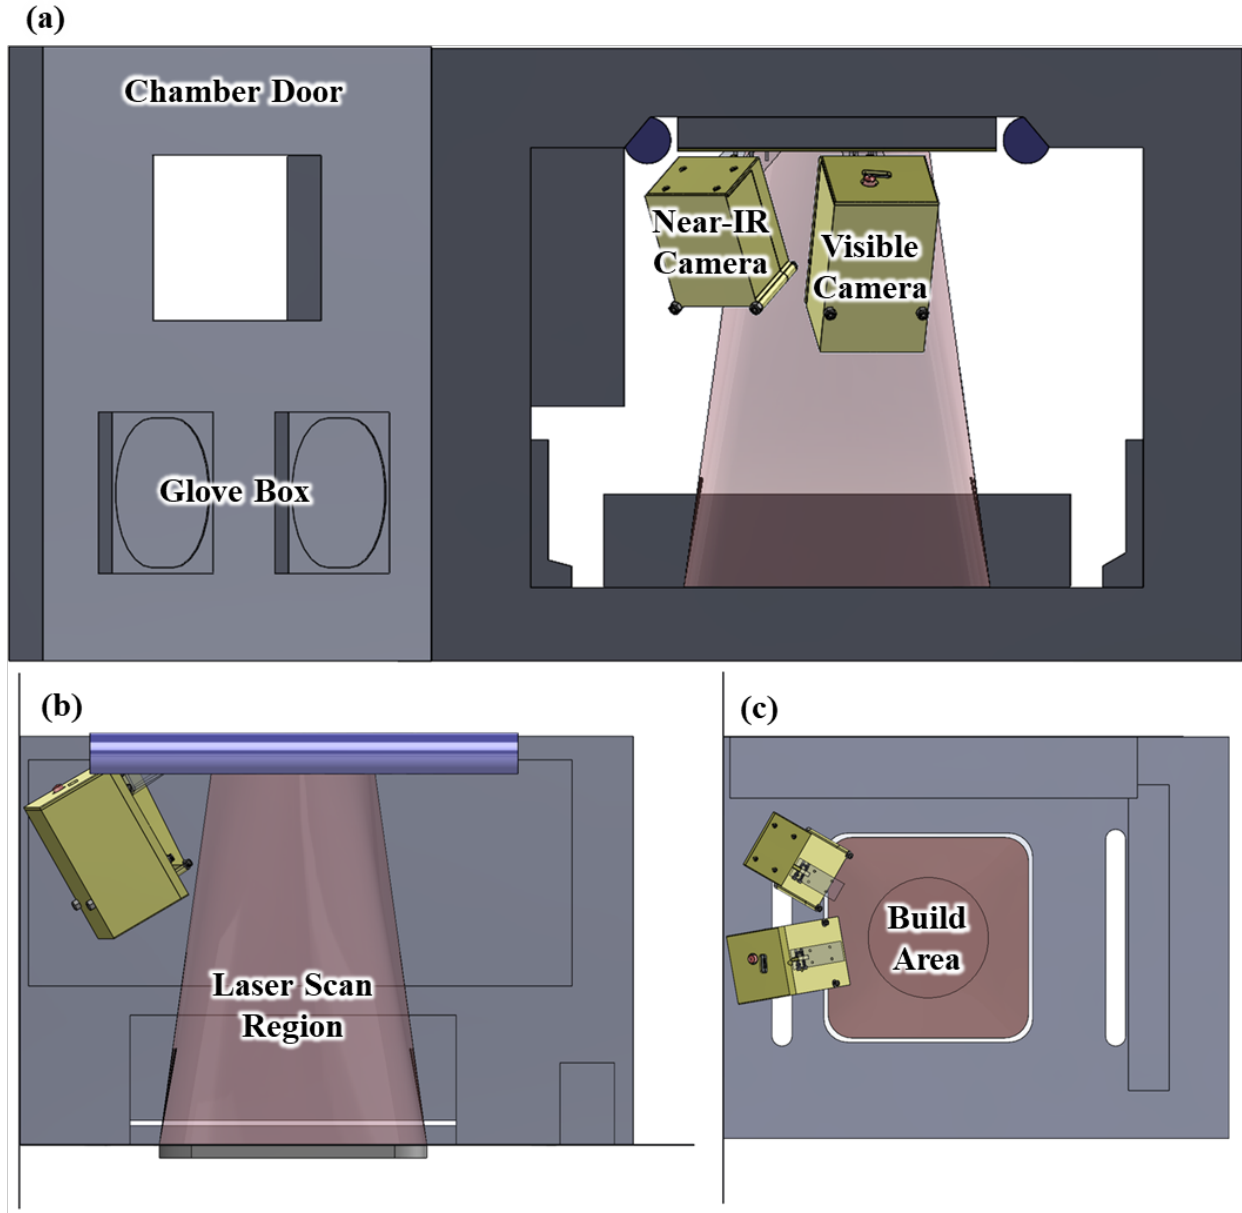 (a)
Chamber Door
Near-IR
Camera
Visible
Camera
Glove Box
(b)
Laser Scan
Region
(c)
Build
Area